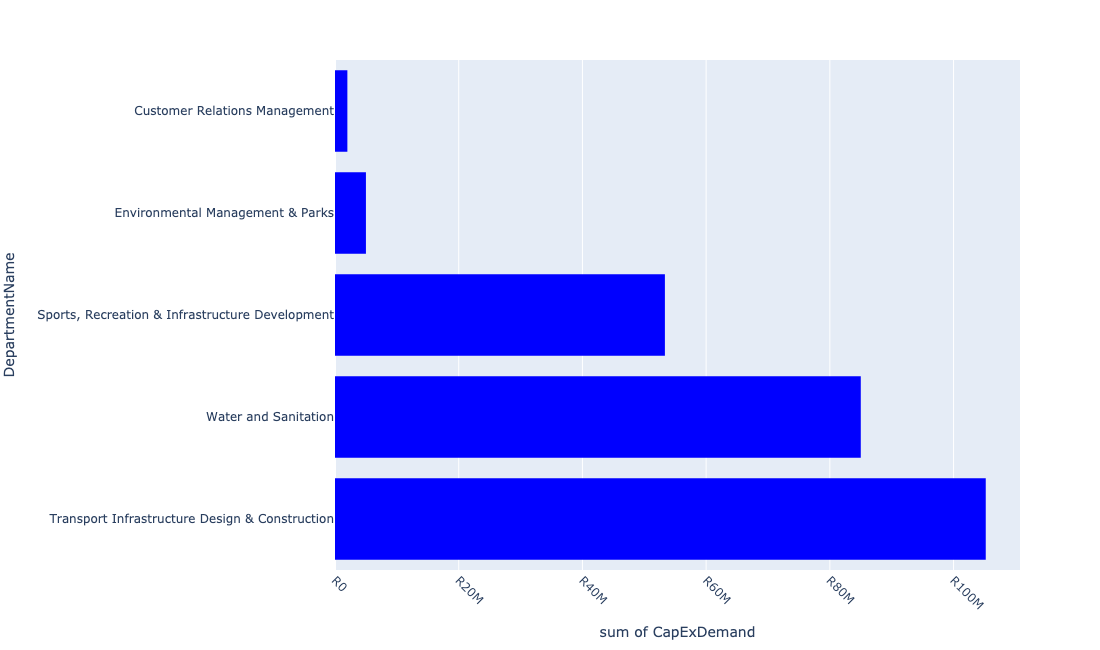 Customer Relations Management
Environmental Management & Parks
Sports, Recreation & Infrastructure Development
Water and Sanitation
Transport Infrastructure Design & Construction
DepartmentName
R0
R20M
R40M
R60M
R80M
R100M
sum of CapExDemand